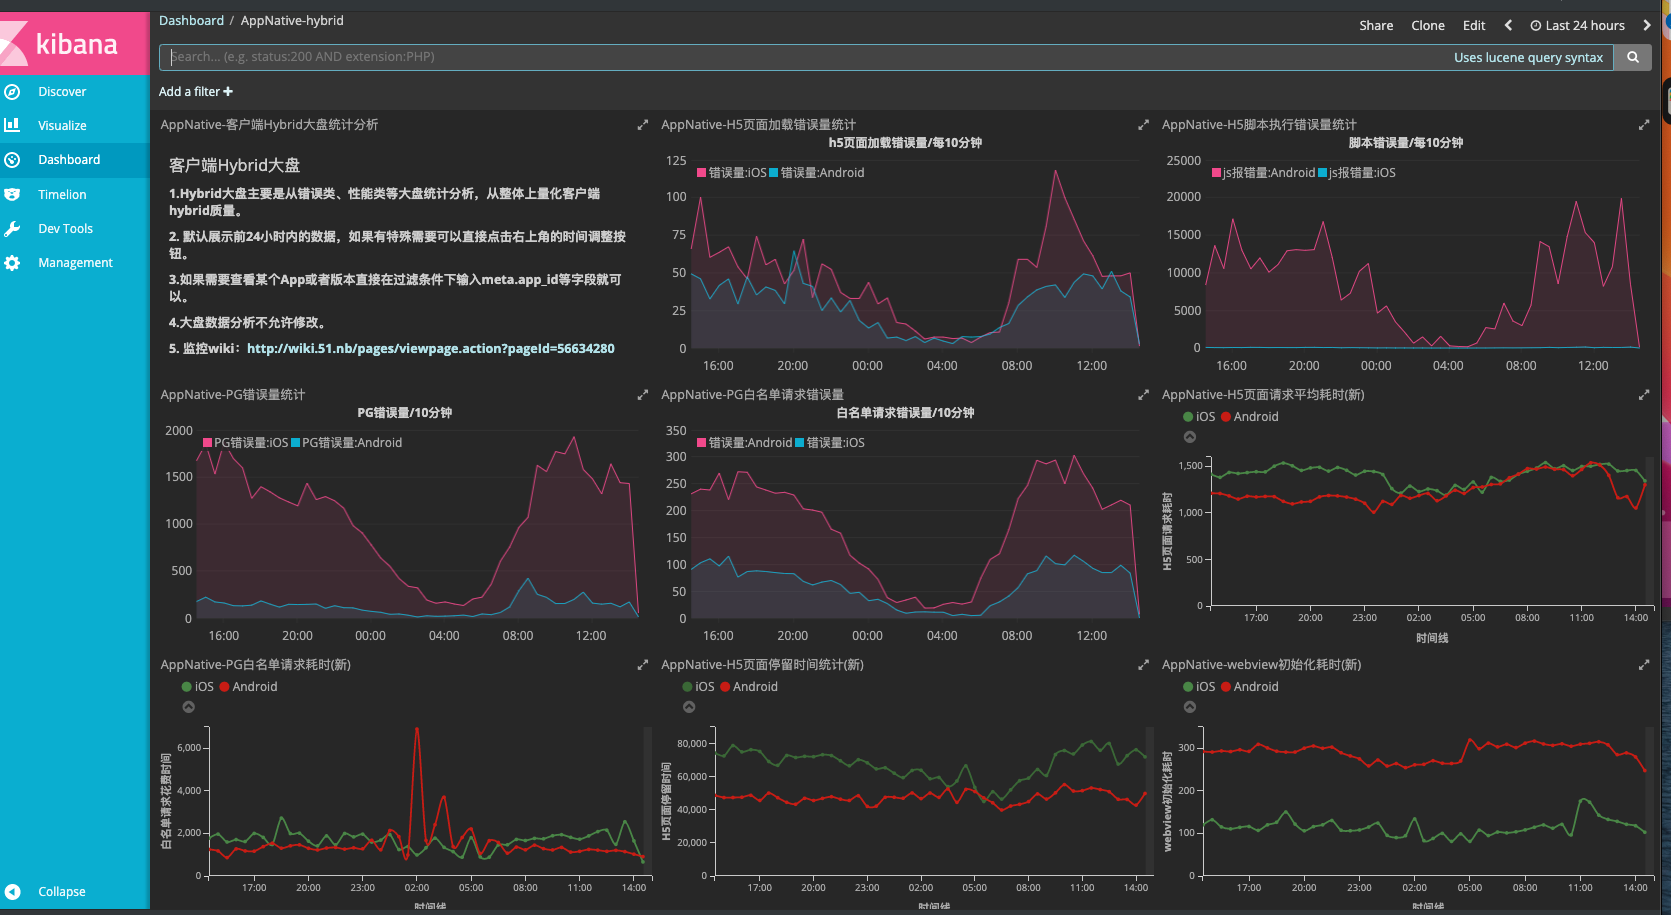 Dashboard / AppNative-hybrid
Share Clone Edit Last 24 hours
kibana
Search... (e.g. status:200 AND extension:PHP)
Uses lucene query syntax
Add a filter
Discover
Visualize
Dashboard
Timelion
Dev Tools
Management
Collapse
AppNative-客户端Hybrid大盘统计分析
客户端Hybrid大盘
1.Hybrid大盘主要是从错误类、性能类等大盘统计分析，从整体上量化客户端
hybrid质量。
2. 默认展示前24小时内的数据，如果有特殊需要可以直接点击右上角的时间调整按
钮。
3.如果需要查看某个App或者版本直接在过滤条件下输入meta.app_id等字段就可
以。
4.大盘数据分析不允许修改。
5. 监控wiki：http://wiki.51.nb/pages/viewpage.action?pageId=56634280
AppNative-H5页面加载错误量统计
h5页面加载错误量/每10分钟
错误量:iOS 错误量:Android
125
100
75
50
25
0
16:00 20:00 00:00 04:00 08:00 12:00
AppNative-H5脚本执行错误量统计
脚本错误量/每10分钟
js报错量:Android js报错量:iOS
25000
20000
15000
10000
5000
0
16:00 20:00 00:00 04:00 08:00 12:00
AppNative-PG错误量统计
PG错误量/10分钟
PG错误量:iOS PG错误量:Android
2000
1500
1000
500
0
16:00 20:00 00:00 04:00 08:00 12:00
AppNative-PG白名单请求错误量
白名单请求错误量/10分钟
错误量:Android 错误量:iOS
350
300
250
200
150
100
50
0
16:00 20:00 00:00 04:00 08:00 12:00
AppNative-H5页面请求平均耗时(新)
iOS Android
H5页面请求耗时
1,500
1,000
500
0
17:00 20:00 23:00 02:00 05:00 08:00 11:00 14:00
时间线
AppNative-PG白名单请求耗时(新)
iOS Android
白名单请求花费时间
6,000
4,000
2,000
0
17:00 20:00 23:00 02:00 05:00 08:00 11:00 14:00
时间线
AppNative-H5页面停留时间统计(新)
iOS Android
H5页面停留时间
80,000
60,000
40,000
20,000
0
17:00 20:00 23:00 02:00 05:00 08:00 11:00 14:00
时间线
AppNative-webview初始化耗时(新)
iOS Android
webview初始化耗时
300
200
100
0
17:00 20:00 23:00 02:00 05:00 08:00 11:00 14:00
时间线